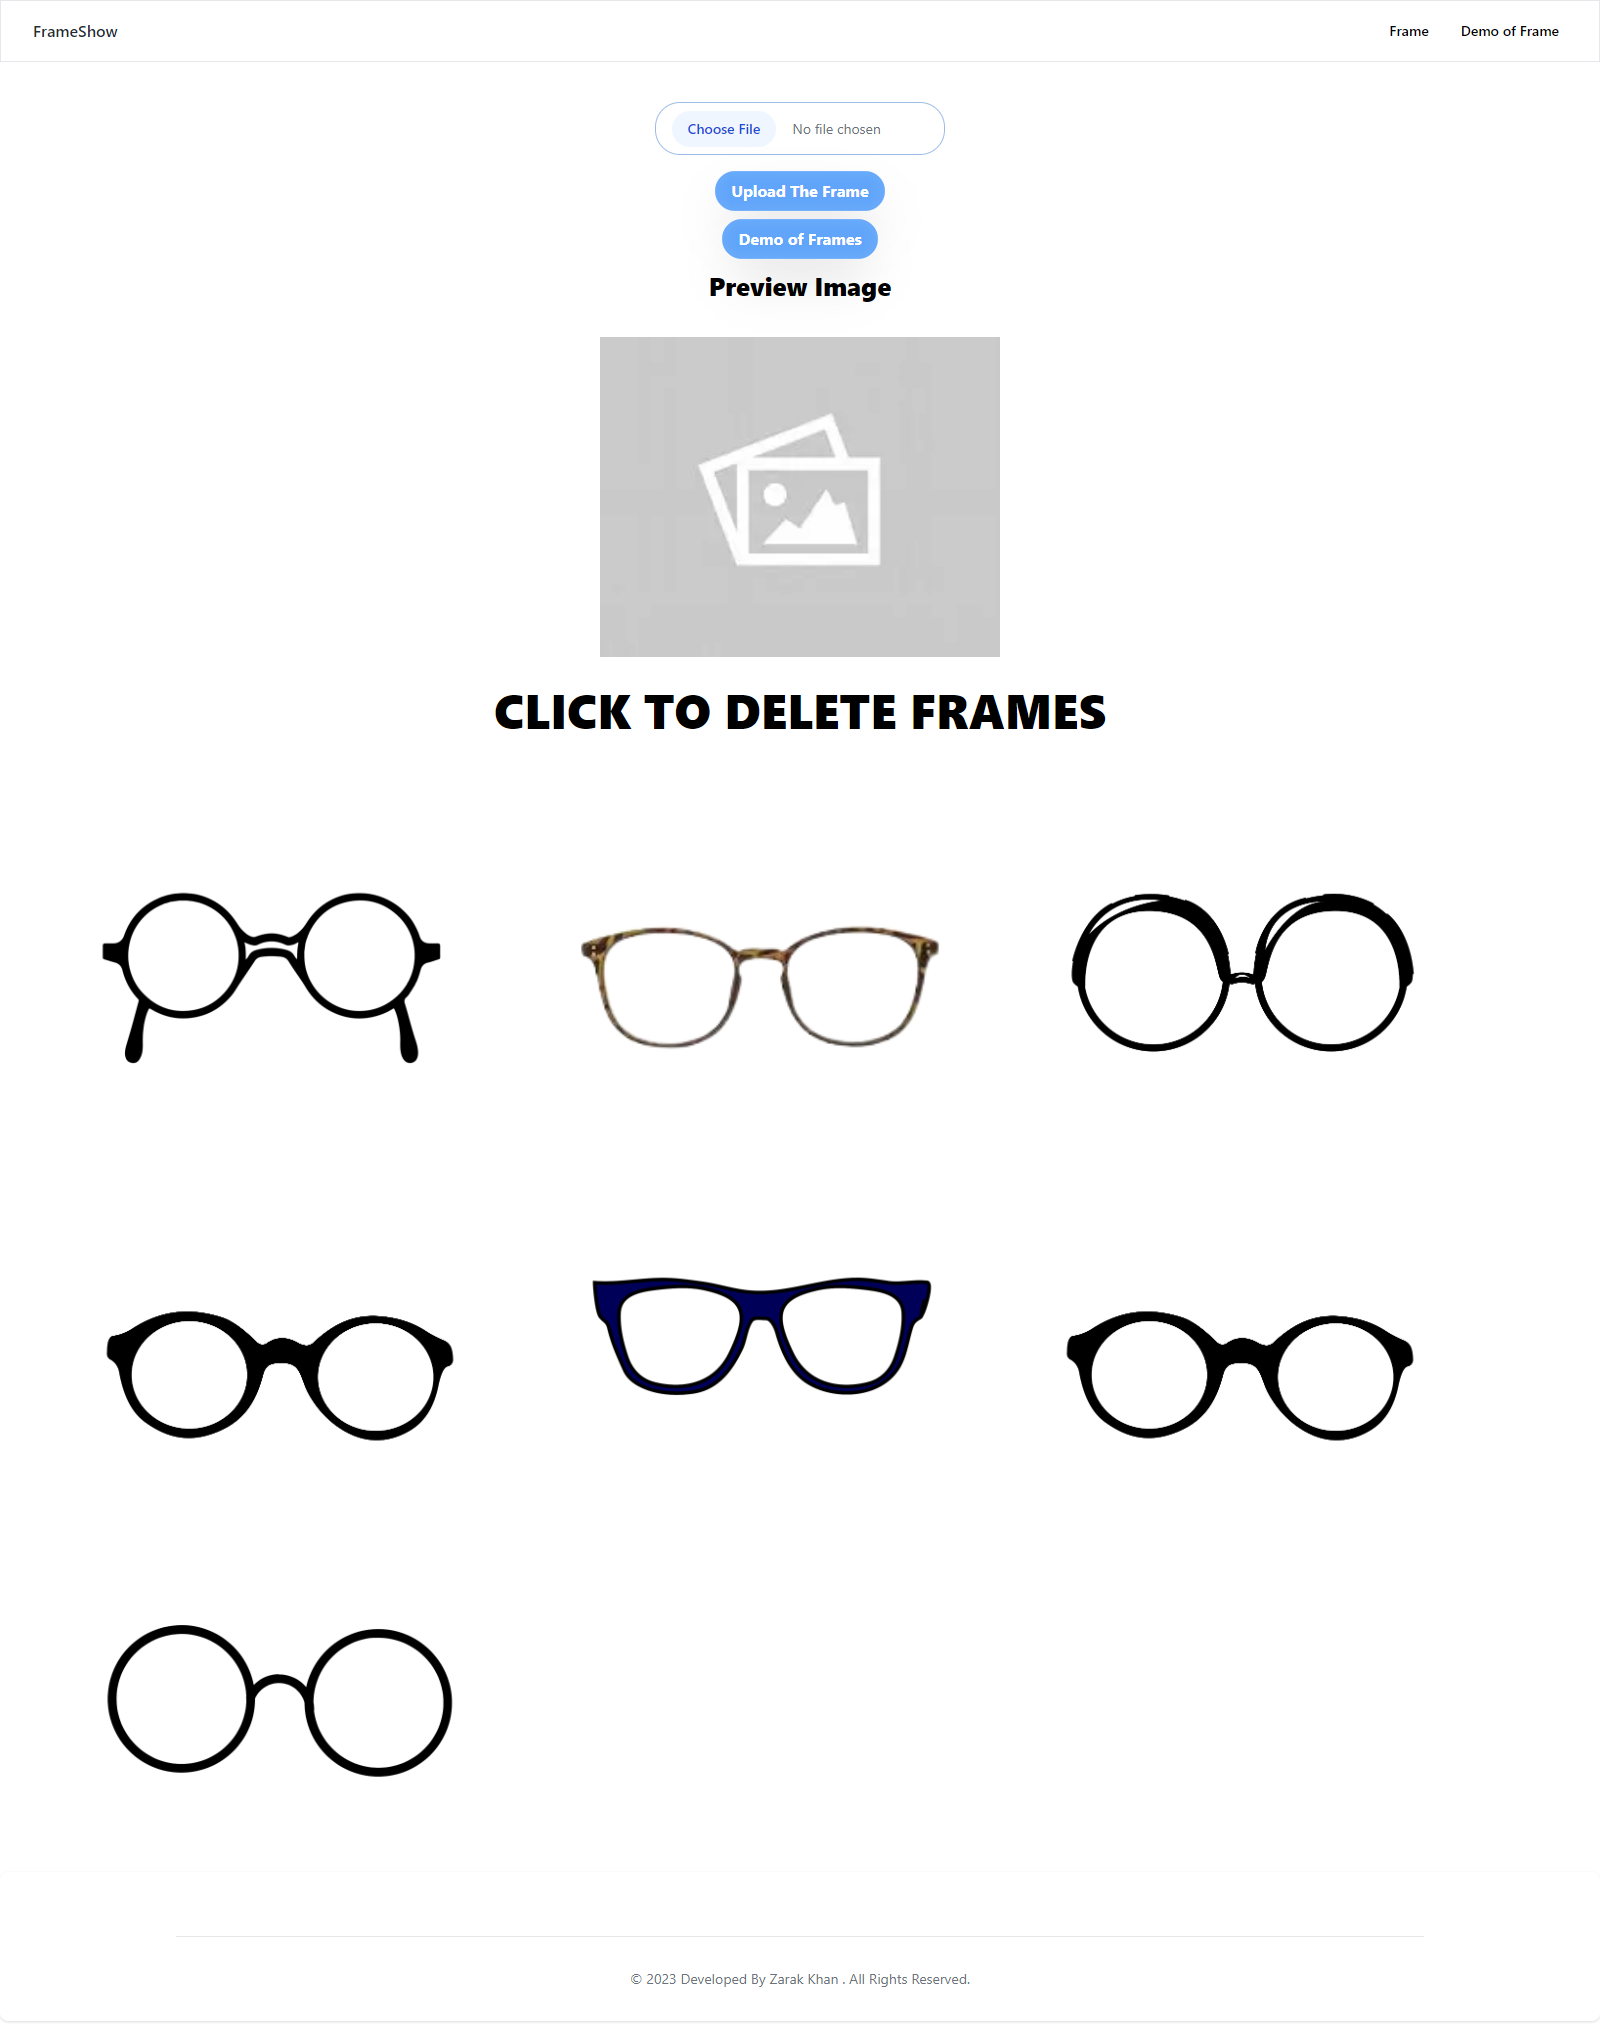 FrameShow
Frame
Demo of Frame
Choose File
No file chosen
Upload The Frame
Demo of Frames
Preview Image
CLICK TO DELETE FRAMES
© 2023 Developed By Zarak Khan . All Rights Reserved.